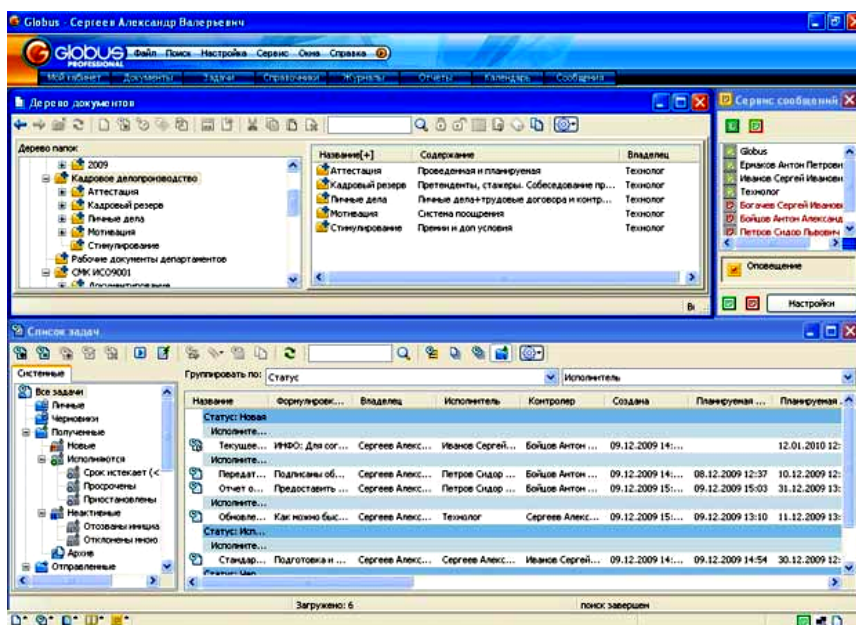 Globus - Сергеев Александр Валерьевич
GLOBUS PROFESSIONAL Файл Поиск Настройка Сервис Окна Справка
Мой кабинет Документы Задачи Справочники Журналы Отчеты Календарь Сообщения
Дерево документов
Дерево папок:
2009
Кадровое делопроизводство
Аттестация
Кадровый резерв
Личные дела
Мотивация
Стимулирование
Рабочие документы департаментов
СМК ИСО9001
Документирование
Название[+] Содержание Владелец
Аттестация Проведенная и планируемая Технолог
Кадровый резерв Претенденты, стажеры. Собеседование пр... Технолог
Личные дела Личные дела+трудовые договора и контр... Технолог
Мотивация Система поощрения Технолог
Стимулирование Премии и доп условия Технолог
Сервис сообщений
Globus
Ермаков Антон Петрови
Иванов Сергей Иванови
Технолог
Богачев Сергей Иванови
Бойцов Антон Александ
Петров Сидор Львович
Оповещение
Настройки
Список задач
Системные
Все задачи
Личные
Черновики
Полученные
Новые
Исполняются
Срок истекает (<
Просрочены
Приостановлены
Неактивные
Отозваны инициа
Отклонены мною
Архив
Отправленные
Группировать по: Статус Исполнитель
Название Формулировк... Владелец Исполнитель Контролер Создана Планируемая ... Планируемая ...
Статус: Новая
Исполните...
Текущее... ИНФО: Для сог... Сергеев Алекс... Иванов Сергей... Бойцов Антон ... 09.12.2009 14:... 12.01.2010 12:
Исполните...
Передат... Подписаны об... Сергеев Алекс... Петров Сидор ... Бойцов Антон ... 09.12.2009 14:... 08.12.2009 12:37 10.12.2009 12:
Отчет о... Предоставить ... Сергеев Алекс... Петров Сидор ... Бойцов Антон ... 09.12.2009 15:... 09.12.2009 15:03 31.12.2009 13:
Исполните...
Обновле... Как можно быс... Сергеев Алекс... Технолог Сергеев Алекс... 09.12.2009 15:... 09.12.2009 13:10 11.12.2009 13:
Статус: Исп...
Исполните...
Стандар... Подготовка и ... Сергеев Алекс... Сергеев Алекс... Иванов Сергей... 09.12.2009 14:... 09.12.2009 14:54 30.12.2009 12:
Статус: Чер...
Загружено: 6 поиск завершен